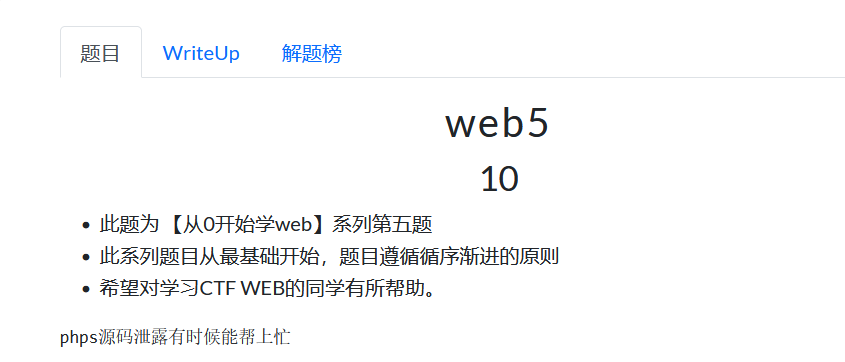 题目 WriteUp 解题榜
web5
10
此题为 【从0开始学web】系列第五题
此系列题目从最基础开始，题目遵循循序渐进的原则
希望对学习CTF WEB的同学有所帮助。
phps源码泄露有时候能帮上忙